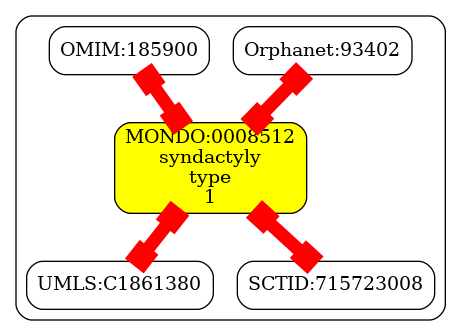 OMIM:185900
Orphanet:93402
MONDO:0008512
syndactyly
type
1
UMLS:C1861380
SCTID:715723008